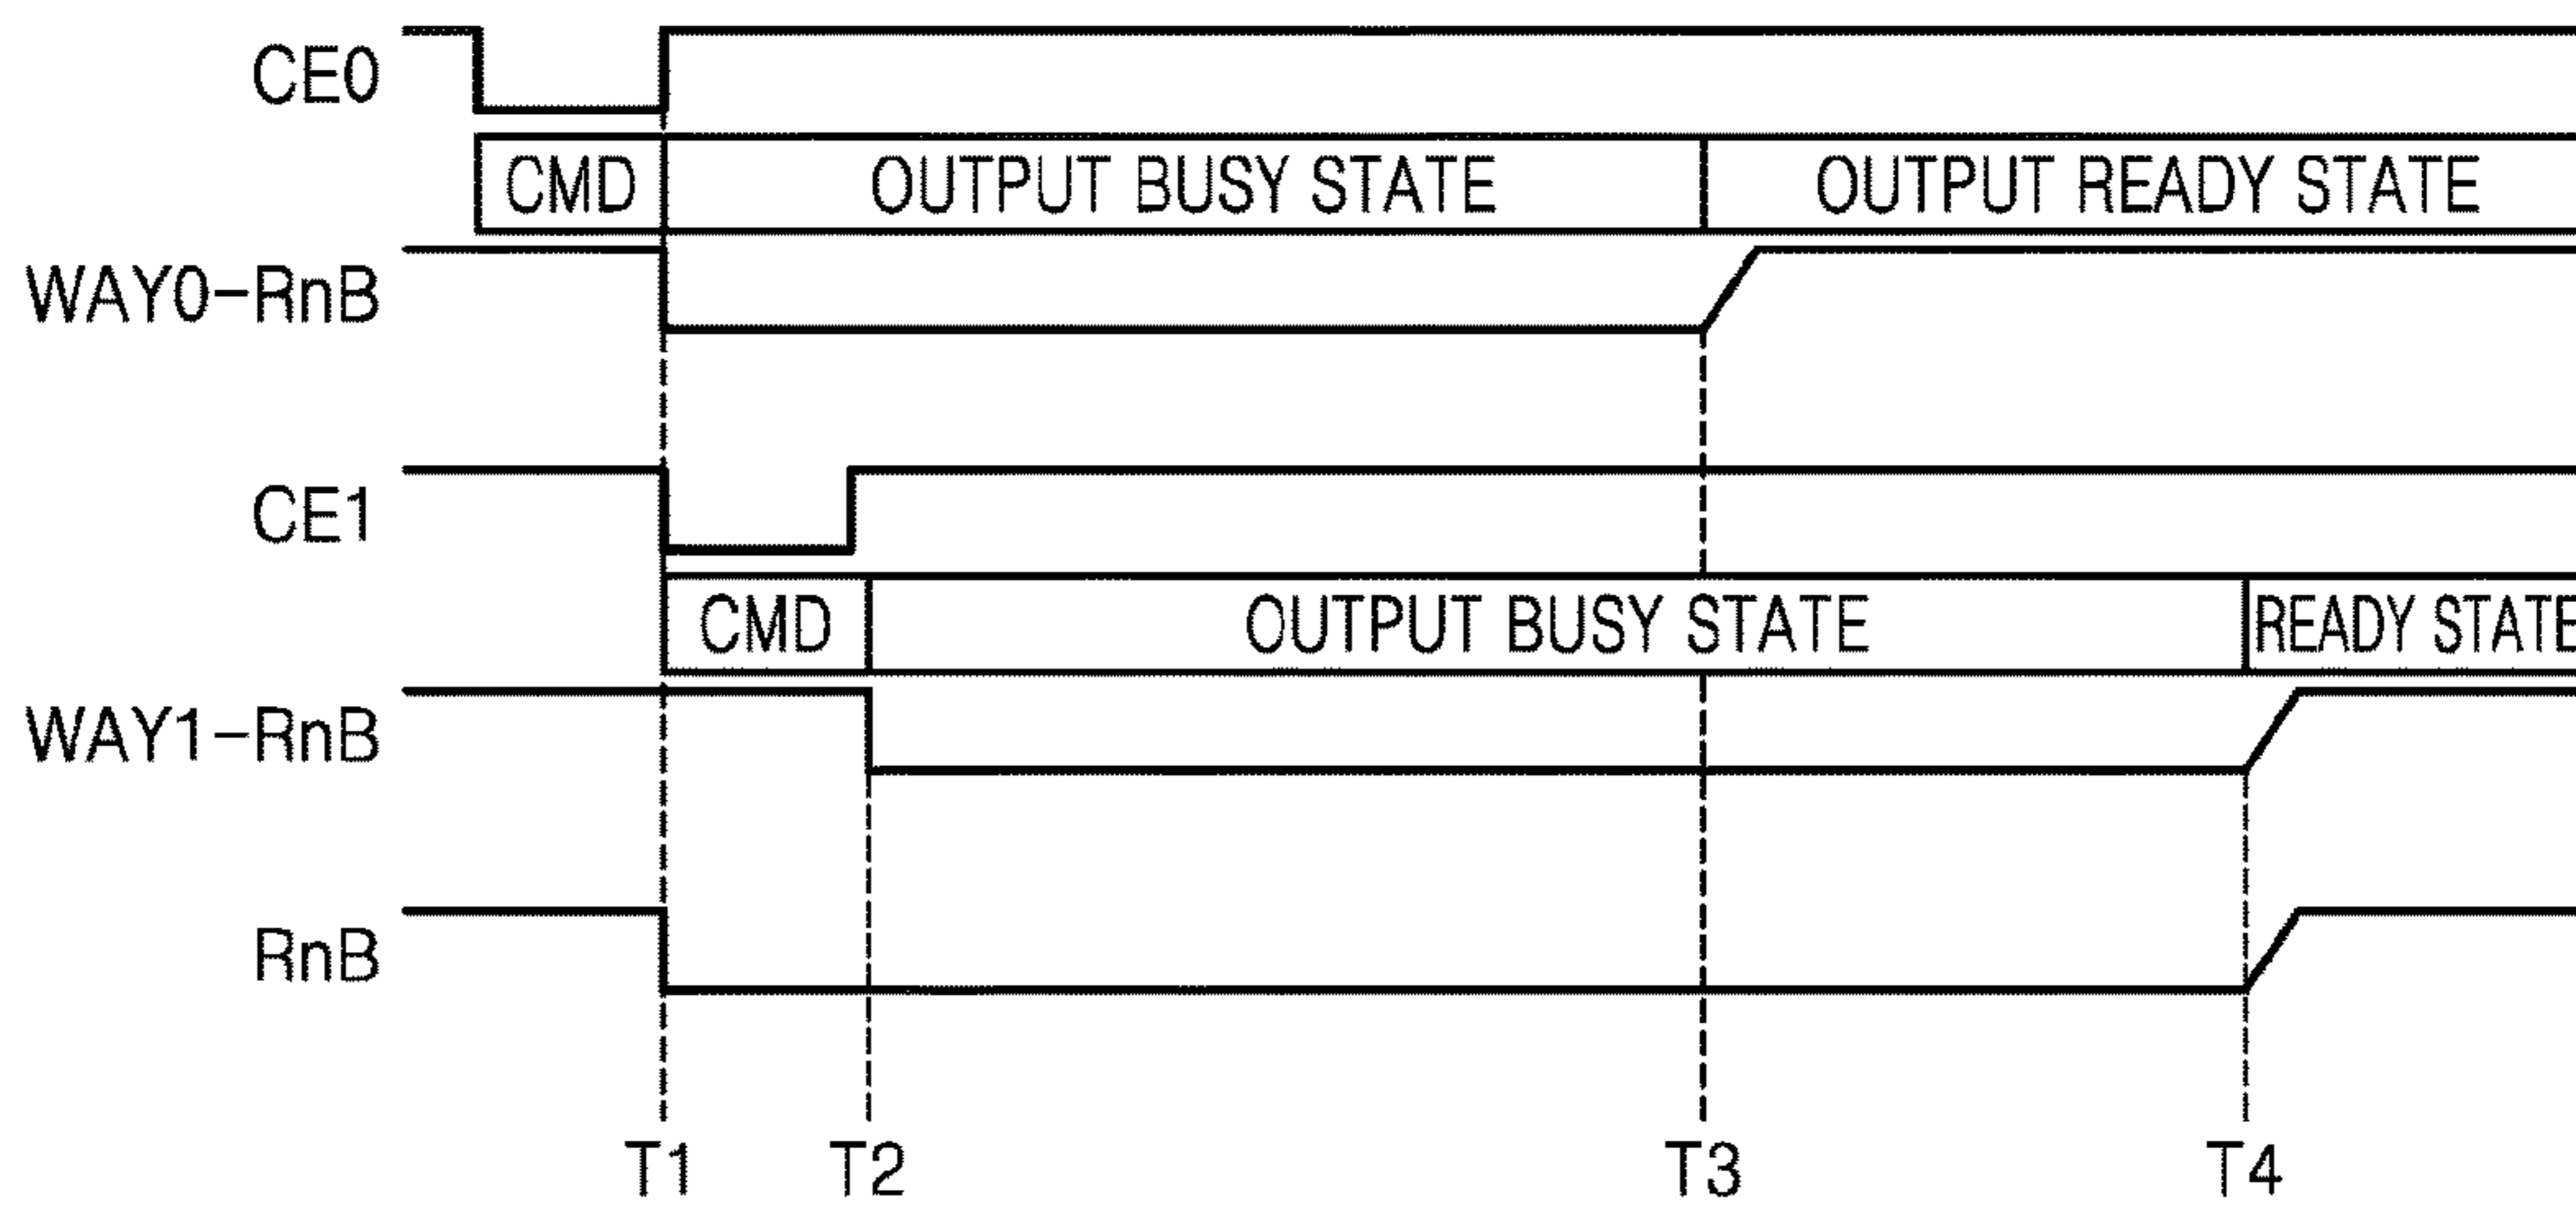 CE0
CMD OUTPUT BUSY STATE OUTPUT READY STATE
WAY0-RnB
CE1
CMD OUTPUT BUSY STATE READY STATE
WAY1-RnB
RnB
T1 T2 T3 T4